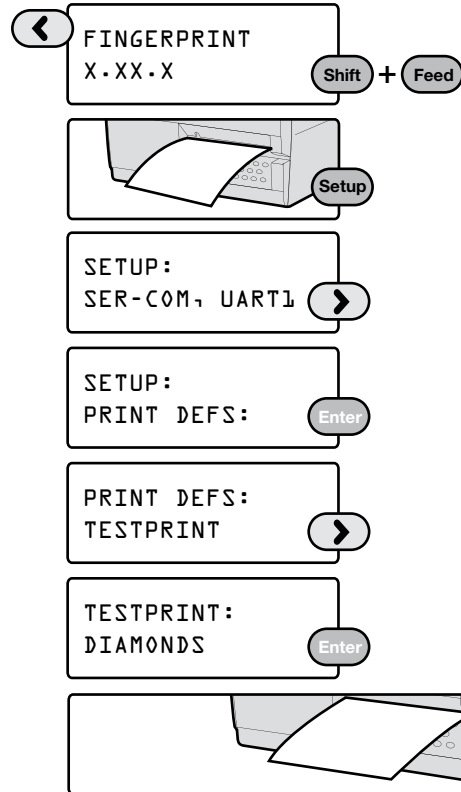 FINGERPRINT
X.XX.X
Shift + Feed
Setup
SETUP:
SER-COM, UART1
SETUP:
PRINT DEFS:
Enter
PRINT DEFS:
TESTPRINT
TESTPRINT:
DIAMONDS
Enter